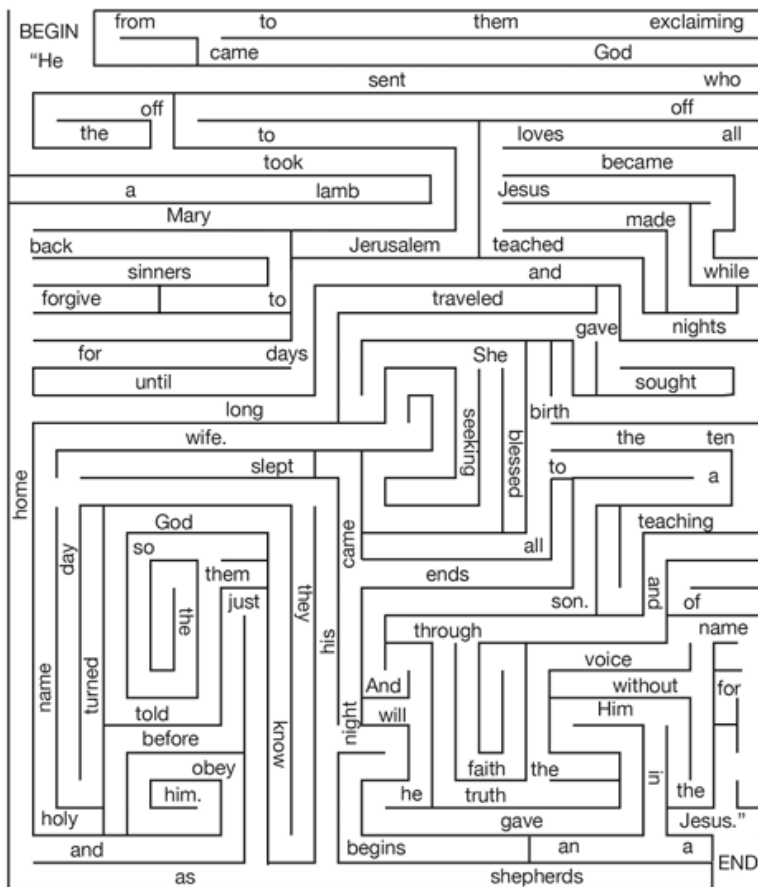 from to them exclaiming
BEGIN
"He came God
sent who
off off
the to loves all
took became
a lamb Jesus
Mary made
back Jerusalem teached
sinners and while
forgive to traveled
gave nights
for days She
until sought
long birth
seeking
blessed
wife. the ten
slept to a
home
God teaching
so all
day
came
them ends
they
the
just son. and of
his
through name
voice
name
turned
And without for
told will Him
night
know
before
obey faith the
in
him. he truth the
holy gave Jesus."
and begins an a END
as shepherds